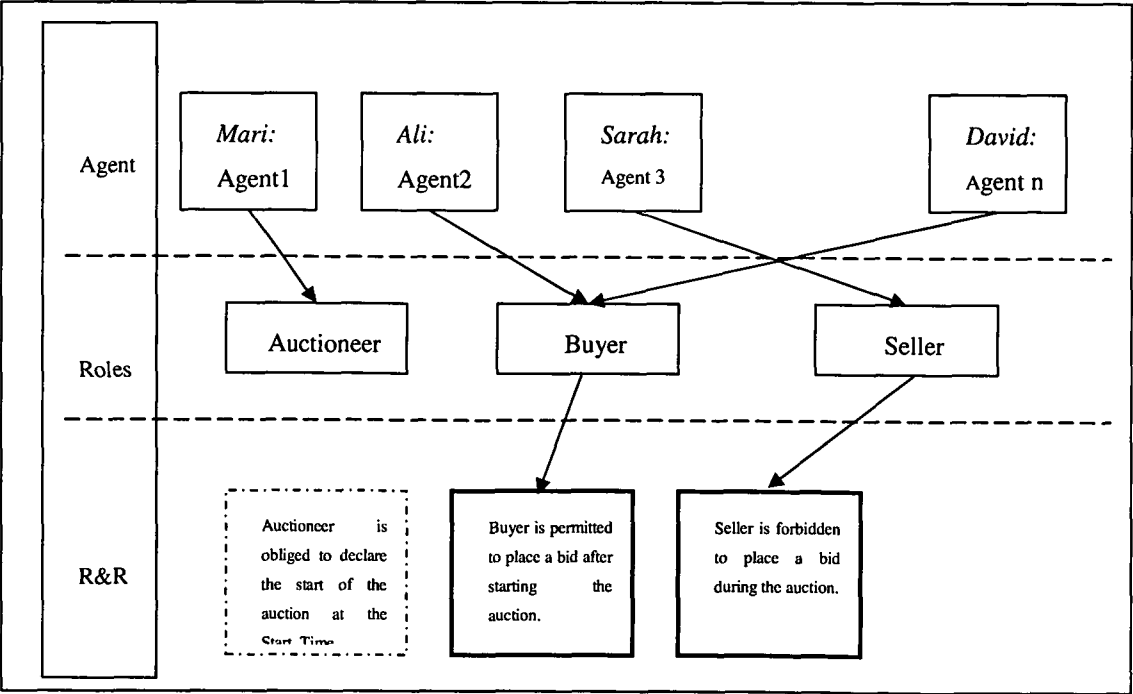 Agent
Mari:
Agent1
Ali:
Agent2
Sarah:
Agent 3
David:
Agent n
Roles
Auctioneer
Buyer
Seller
R&R
Auctioneer is
obliged to declare
the start of the
auction at the
Start Time
Buyer is permitted
to place a bid after
starting the
auction.
Seller is forbidden
to place a bid
during the auction.